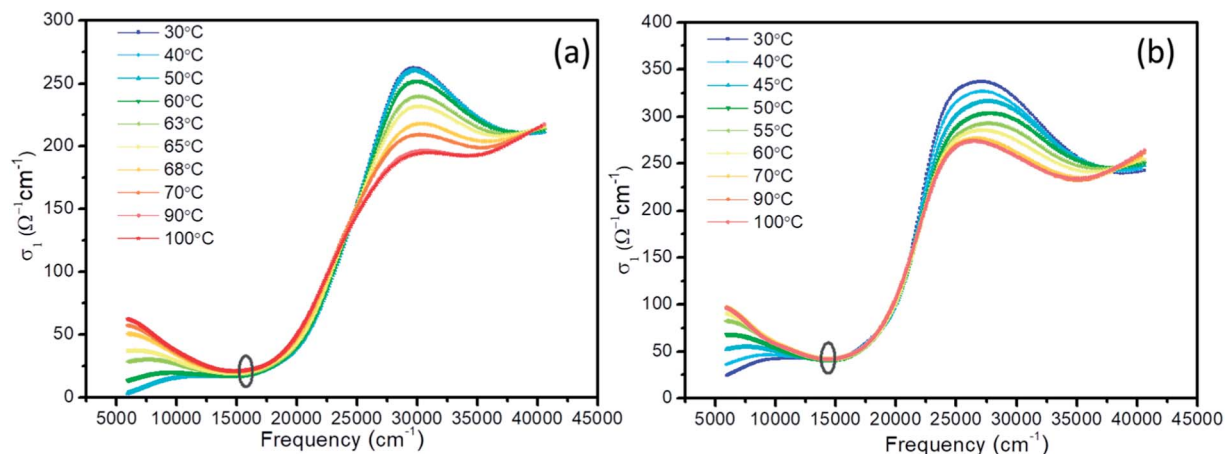 300
250
200
150
100
50
0
σ₁ (Ω⁻¹cm⁻¹)
30°C
40°C
50°C
60°C
63°C
65°C
68°C
70°C
90°C
100°C
(a)
5000 10000 15000 20000 25000 30000 35000 40000 45000
Frequency (cm⁻¹)
400
350
300
250
200
150
100
50
0
σ₁ (Ω⁻¹cm⁻¹)
30°C
40°C
45°C
50°C
55°C
60°C
70°C
90°C
100°C
(b)
5000 10000 15000 20000 25000 30000 35000 40000 45000
Frequency (cm⁻¹)